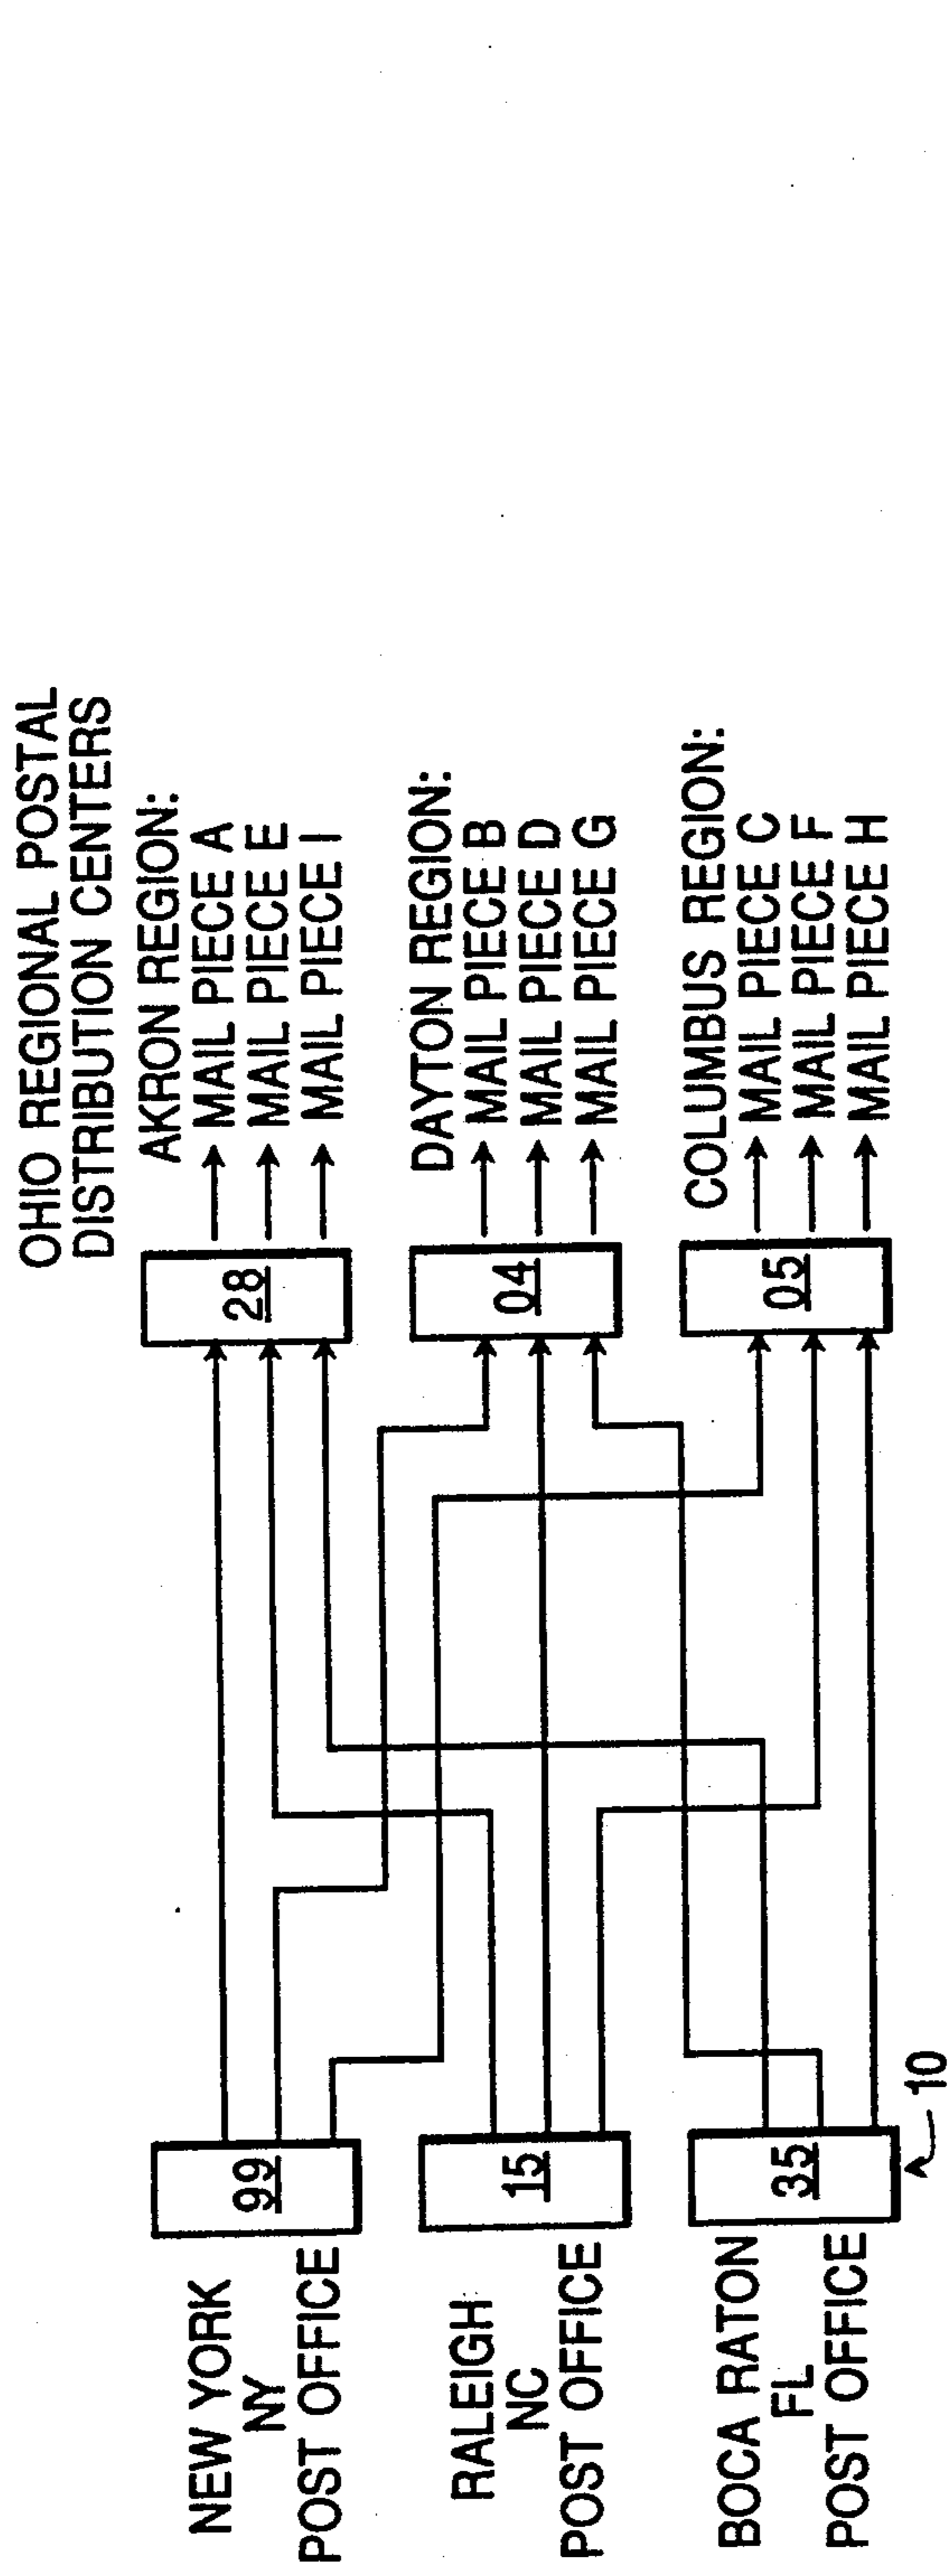 OHIO REGIONAL POSTAL
DISTRIBUTION CENTERS
NEW YORK
NY
POST OFFICE
99
28
AKRON REGION:
MAIL PIECE A
MAIL PIECE E
MAIL PIECE I
RALEIGH
NC
POST OFFICE
15
04
DAYTON REGION:
MAIL PIECE B
MAIL PIECE D
MAIL PIECE G
BOCA RATON
FL
POST OFFICE
35
05
COLUMBUS REGION:
MAIL PIECE C
MAIL PIECE F
MAIL PIECE H
10